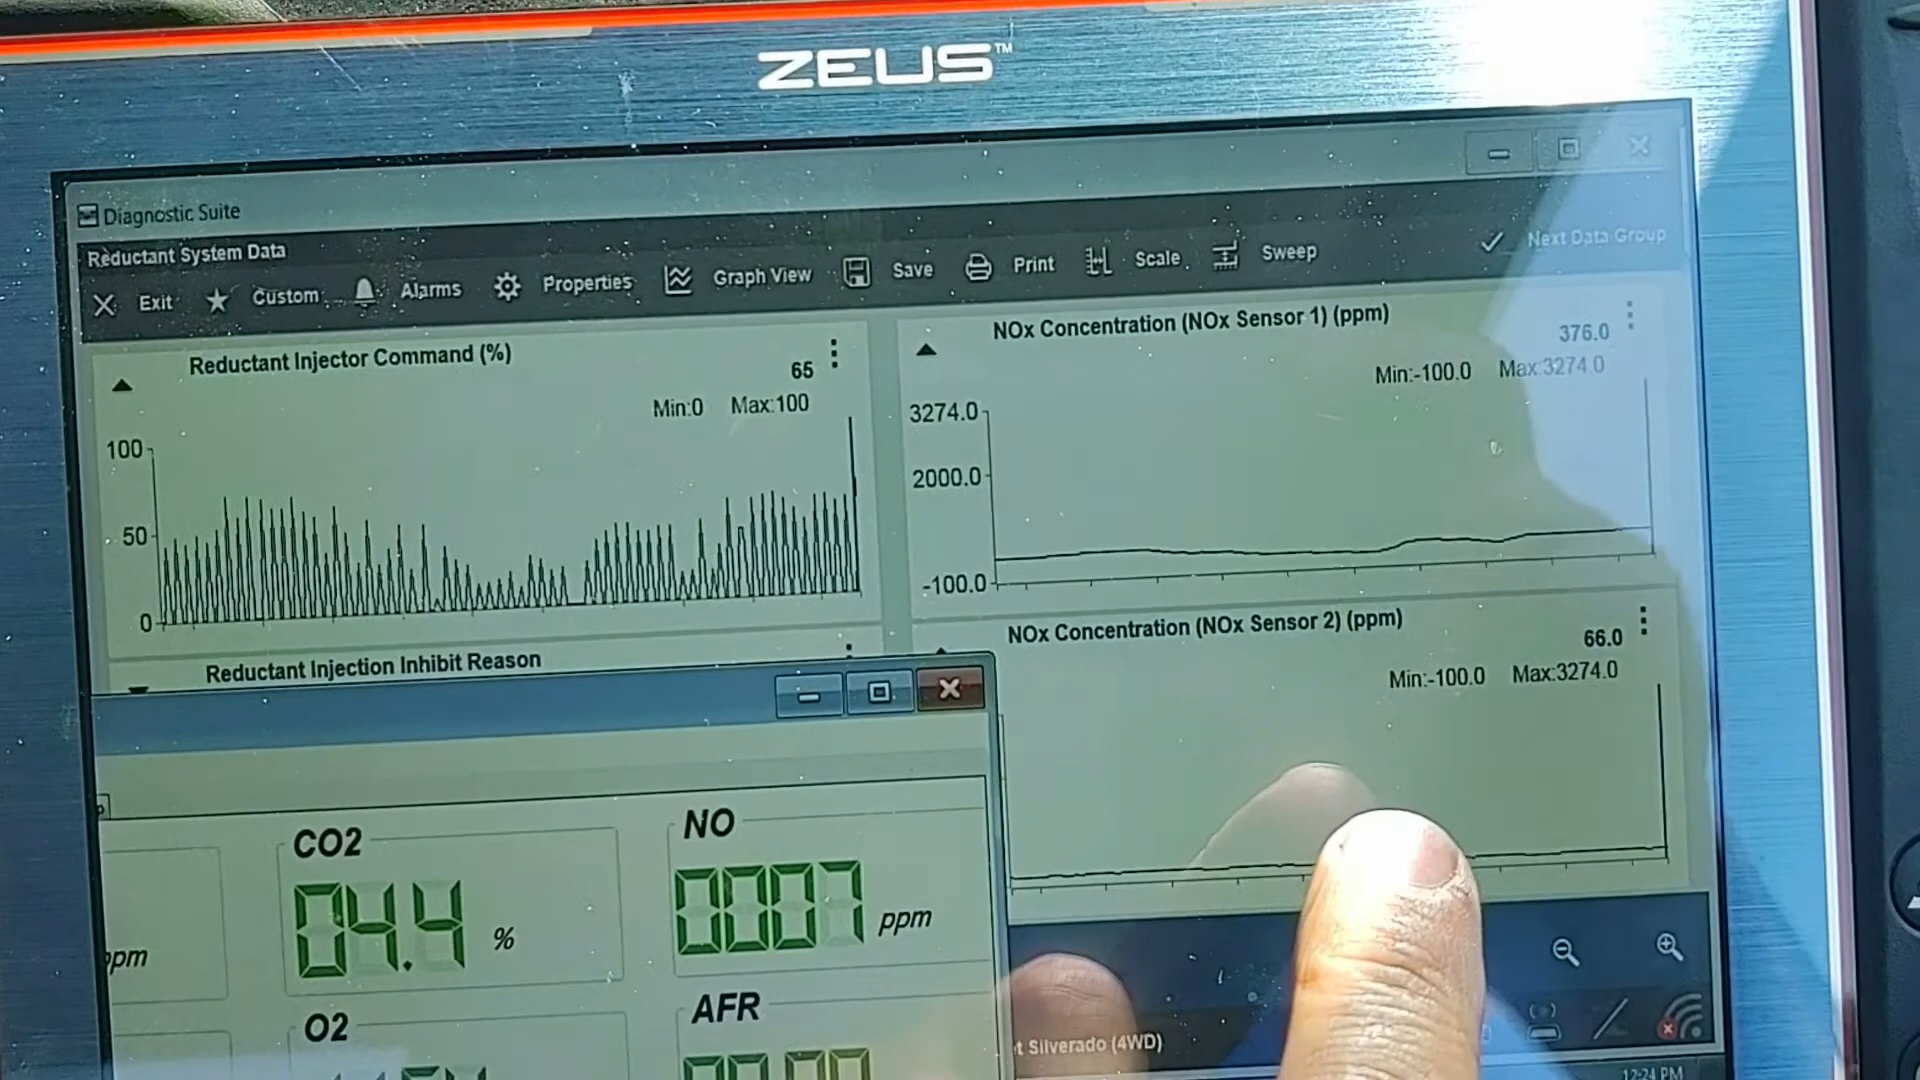 ZEUS™
Diagnostic Suite
Reductant System Data
Exit Custom Alarms Properties Graph View Save Print Scale Sweep Next Data Group
Reductant Injector Command (%)
65
Min:0 Max:100
100
50
0
NOx Concentration (NOx Sensor 1) (ppm)
376.0
Min:-100.0 Max:3274.0
3274.0
2000.0
-100.0
Reductant Injection Inhibit Reason
NOx Concentration (NOx Sensor 2) (ppm)
66.0
Min:-100.0 Max:3274.0
CO2
04.4 %
NO
0007 ppm
ppm
O2
AFR
Silverado (4WD)
12:24 PM